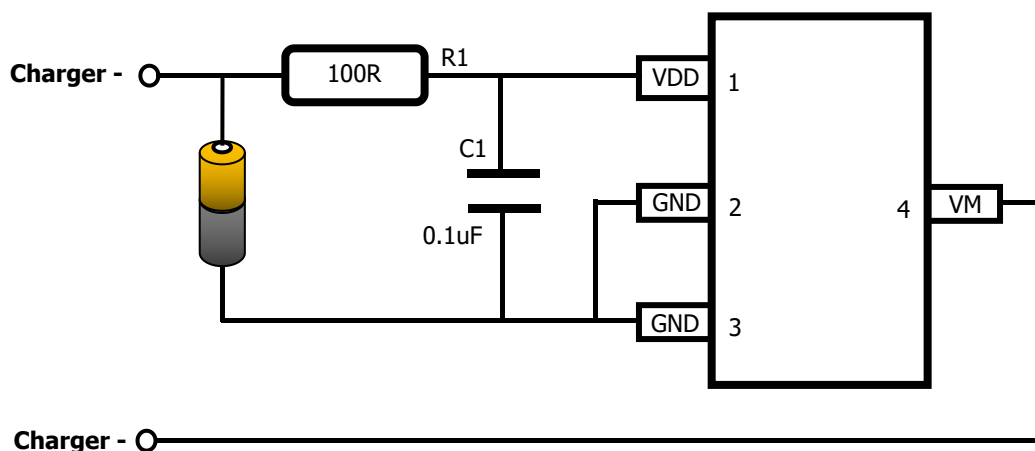 Charger -
100R
R1
VDD
1
C1
0.1uF
GND
2
4
VM
GND
3
Charger -